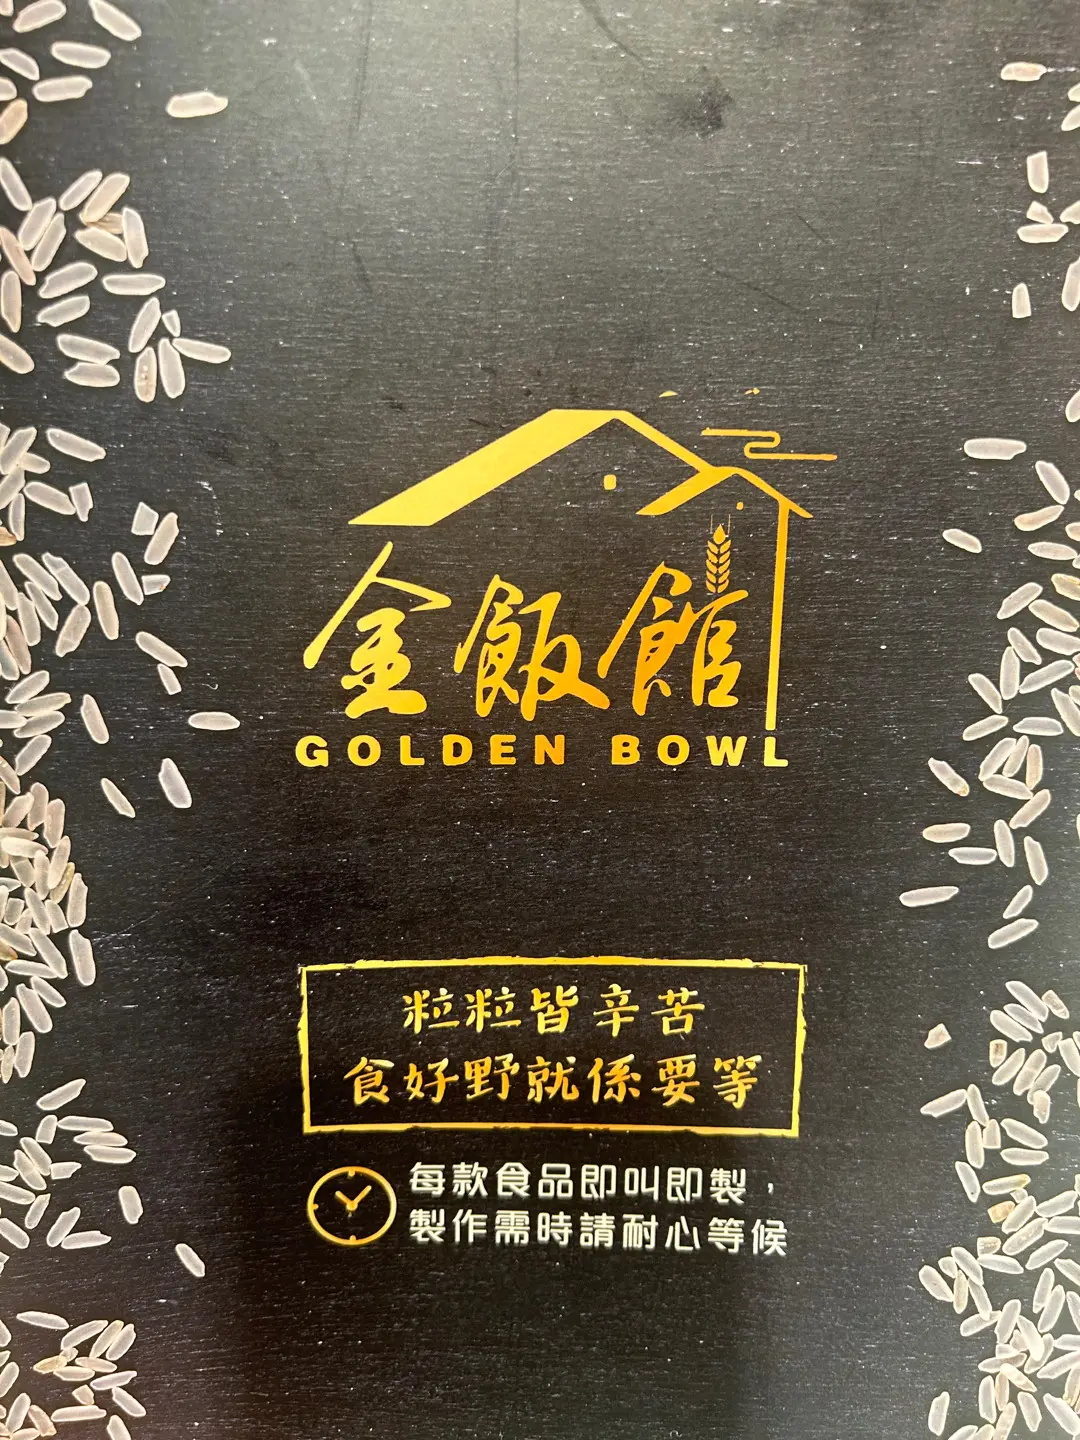 金飯館
GOLDEN BOWL
粒粒皆辛苦
食好野就係要等
每款食品即叫即製，
製作需時請耐心等候